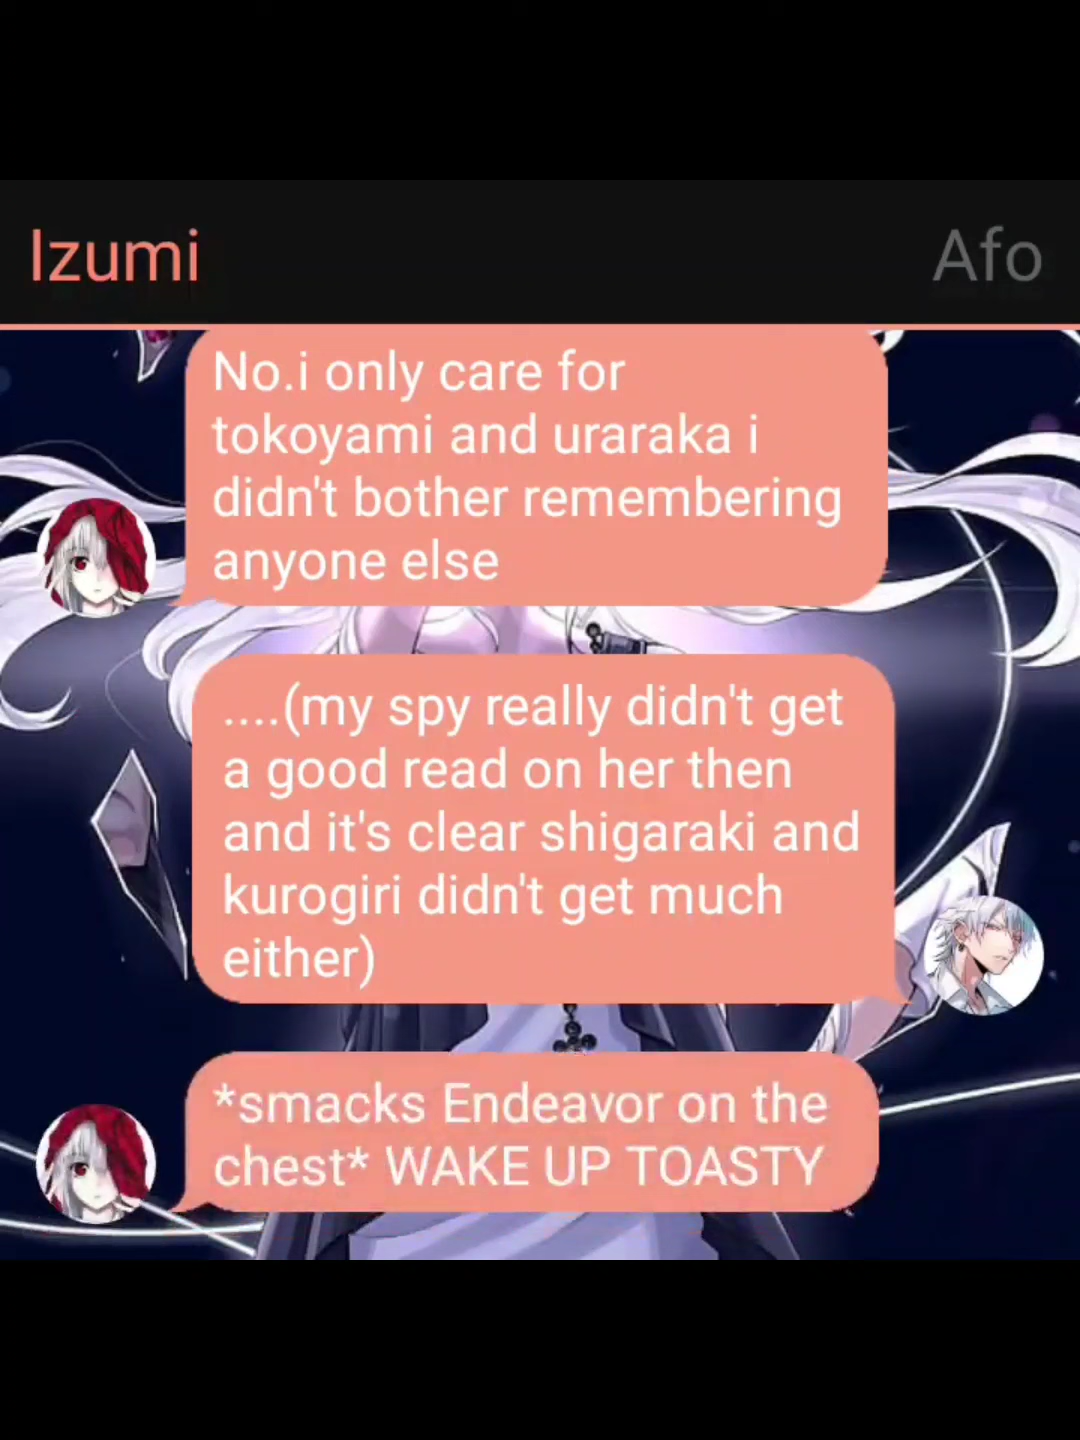 Izumi
Afo
No.i only care for
tokoyami and uraraka i
didn't bother remembering
anyone else
....(my spy really didn't get
a good read on her then
and it's clear shigaraki and
kurogiri didn't get much
either)
*smacks Endeavor on the
chest* WAKE UP TOASTY